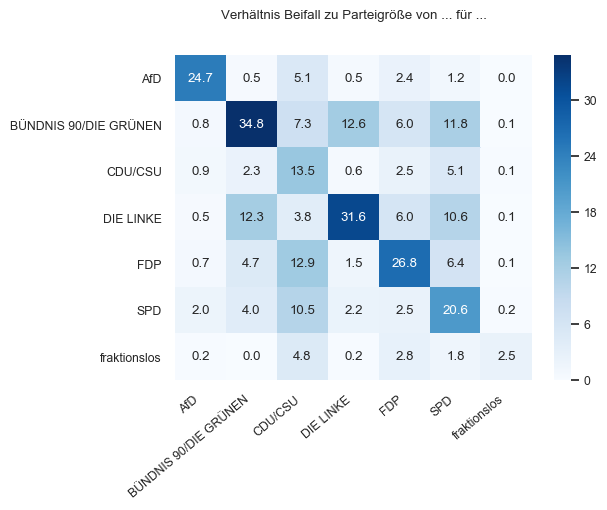 Verhältnis Beifall zu Parteigröße von ... für ...
AfD 24.7 0.5 5.1 0.5 2.4 1.2 0.0
BÜNDNIS 90/DIE GRÜNEN 0.8 34.8 7.3 12.6 6.0 11.8 0.1
CDU/CSU 0.9 2.3 13.5 0.6 2.5 5.1 0.1
DIE LINKE 0.5 12.3 3.8 31.6 6.0 10.6 0.1
FDP 0.7 4.7 12.9 1.5 26.8 6.4 0.1
SPD 2.0 4.0 10.5 2.2 2.5 20.6 0.2
fraktionslos 0.2 0.0 4.8 0.2 2.8 1.8 2.5
AfD
BÜNDNIS 90/DIE GRÜNEN
CDU/CSU
DIE LINKE
FDP
SPD
fraktionslos
30
24
18
12
6
0